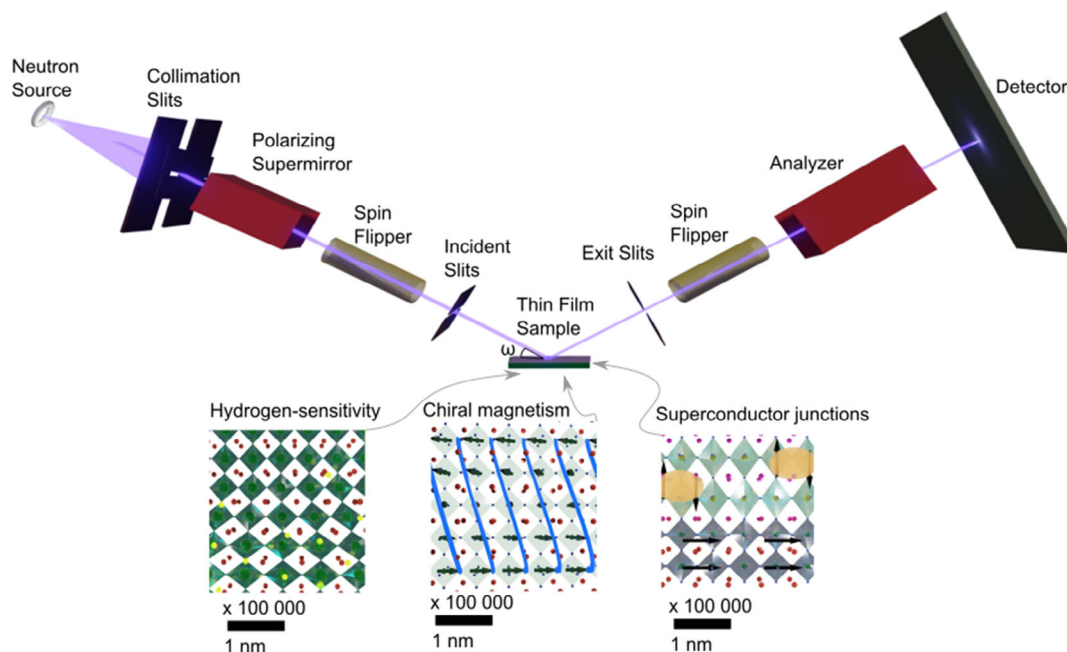 Neutron
Source
Collimation
Slits
Polarizing
Supermirror
Spin
Flipper
Incident
Slits
Thin Film
Sample
ω
Exit Slits
Spin
Flipper
Analyzer
Detector
Hydrogen-sensitivity
Chiral magnetism
Superconductor junctions
x 100 000
1 nm
x 100 000
1 nm
x 100 000
1 nm